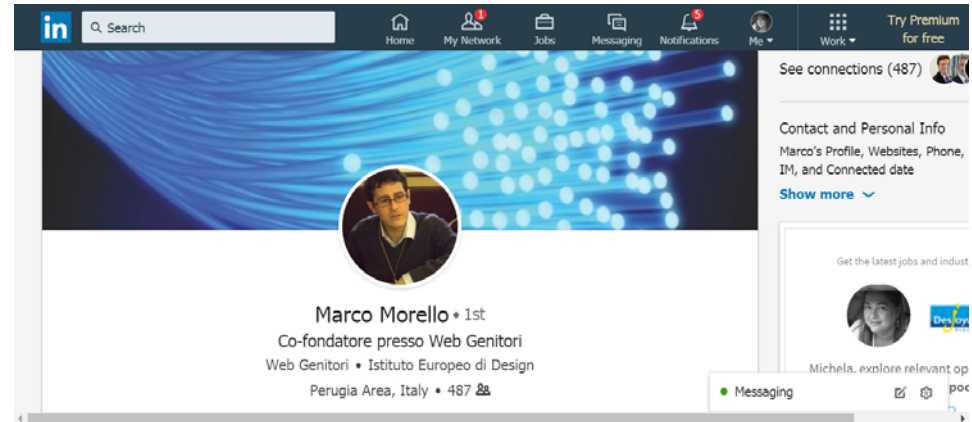 in
Search
1
5
Home
My Network
Jobs
Messaging
Notifications
Me
Work
Try Premium
for free
See connections (487)
Contact and Personal Info
Marco's Profile, Websites, Phone,
IM, and Connected date
Show more
Marco Morello • 1st
Co-fondatore presso Web Genitori
Web Genitori • Istituto Europeo di Design
Perugia Area, Italy • 487
Get the latest jobs and indust
Michela, explore relevant op
Messaging